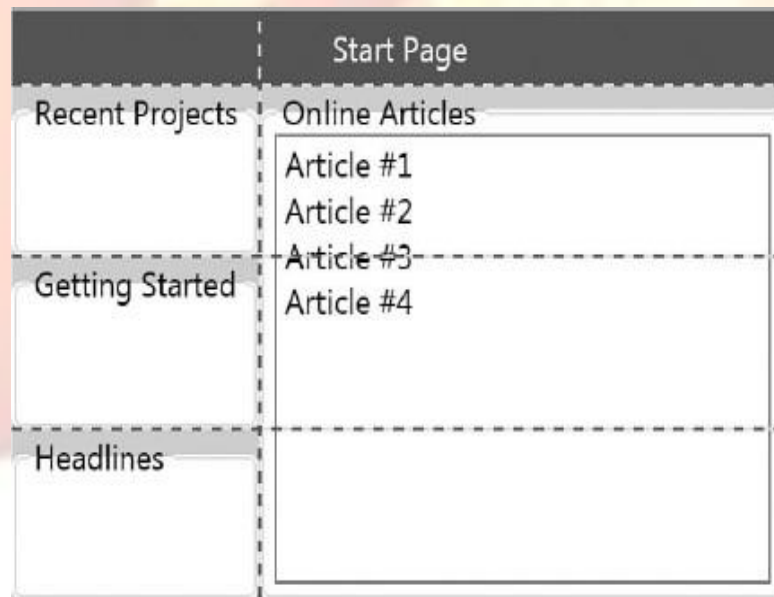 Start Page
Recent Projects
Online Articles
Article #1
Article #2
Article #3
Getting Started
Article #4
Headlines